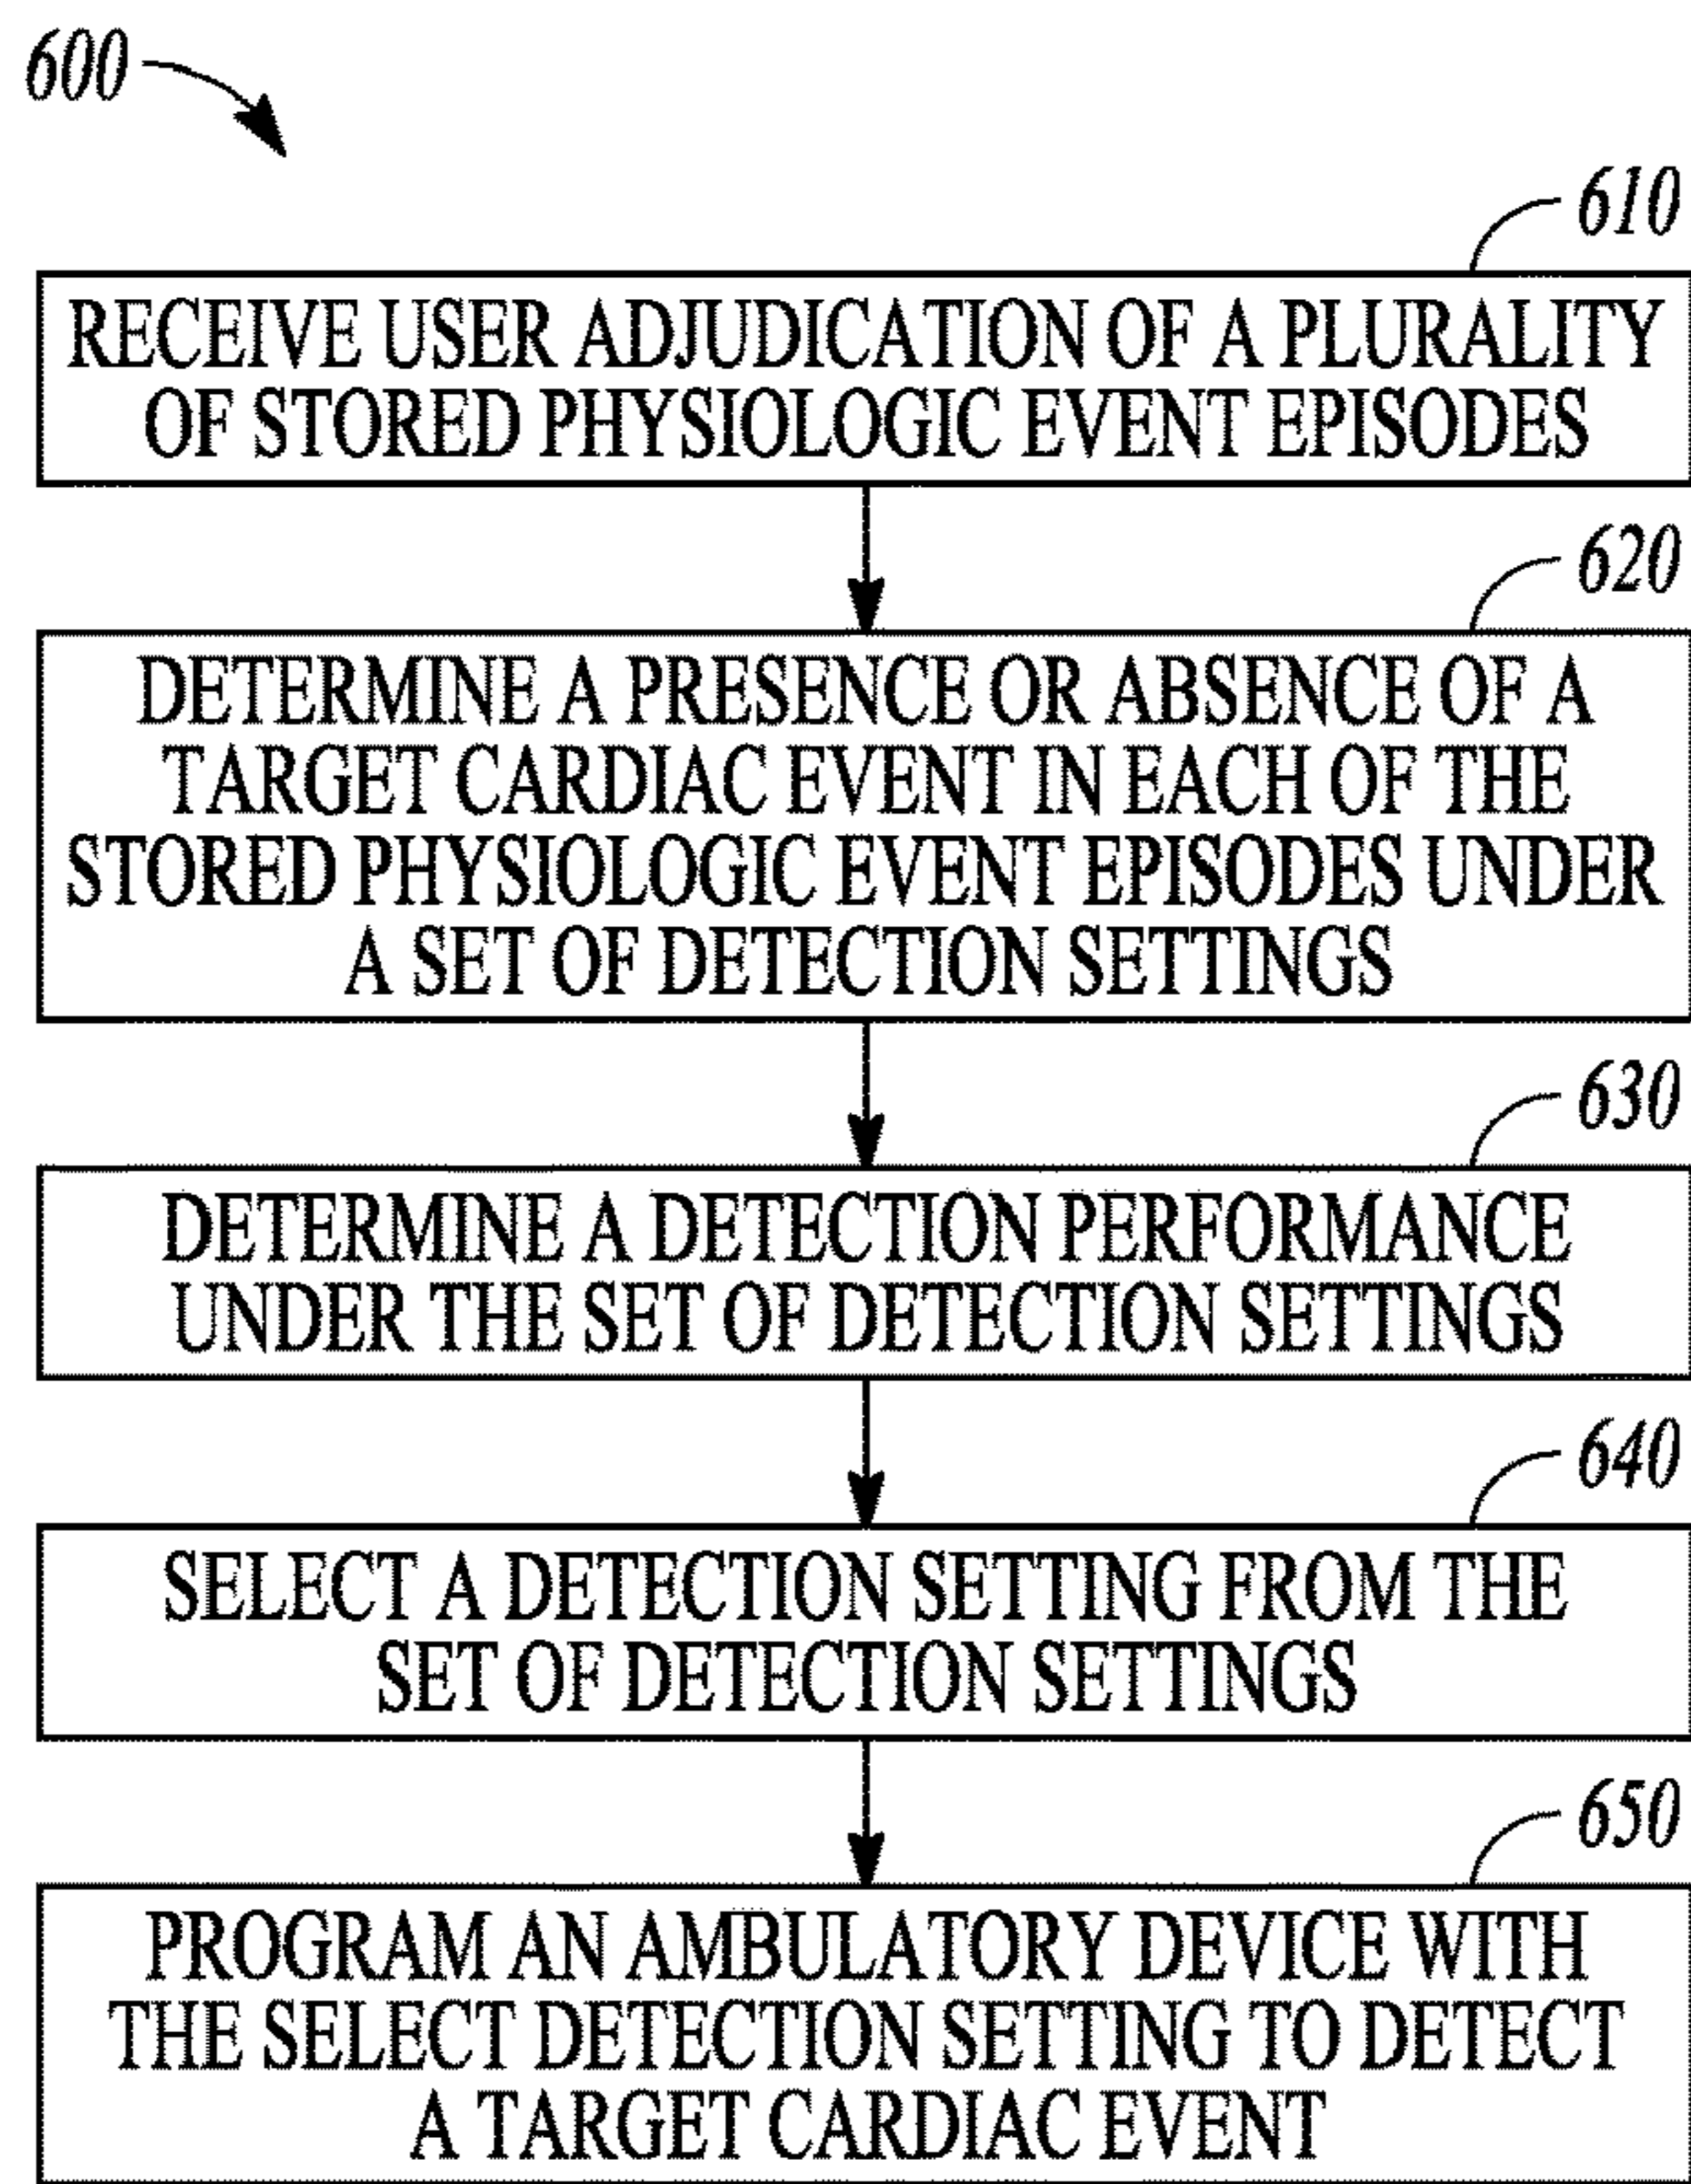 600
610
RECEIVE USER ADJUDICATION OF A PLURALITY
OF STORED PHYSIOLOGIC EVENT EPISODES
620
DETERMINE A PRESENCE OR ABSENCE OF A
TARGET CARDIAC EVENT IN EACH OF THE
STORED PHYSIOLOGIC EVENT EPISODES UNDER
A SET OF DETECTION SETTINGS
630
DETERMINE A DETECTION PERFORMANCE
UNDER THE SET OF DETECTION SETTINGS
640
SELECT A DETECTION SETTING FROM THE
SET OF DETECTION SETTINGS
650
PROGRAM AN AMBULATORY DEVICE WITH
THE SELECT DETECTION SETTING TO DETECT
A TARGET CARDIAC EVENT